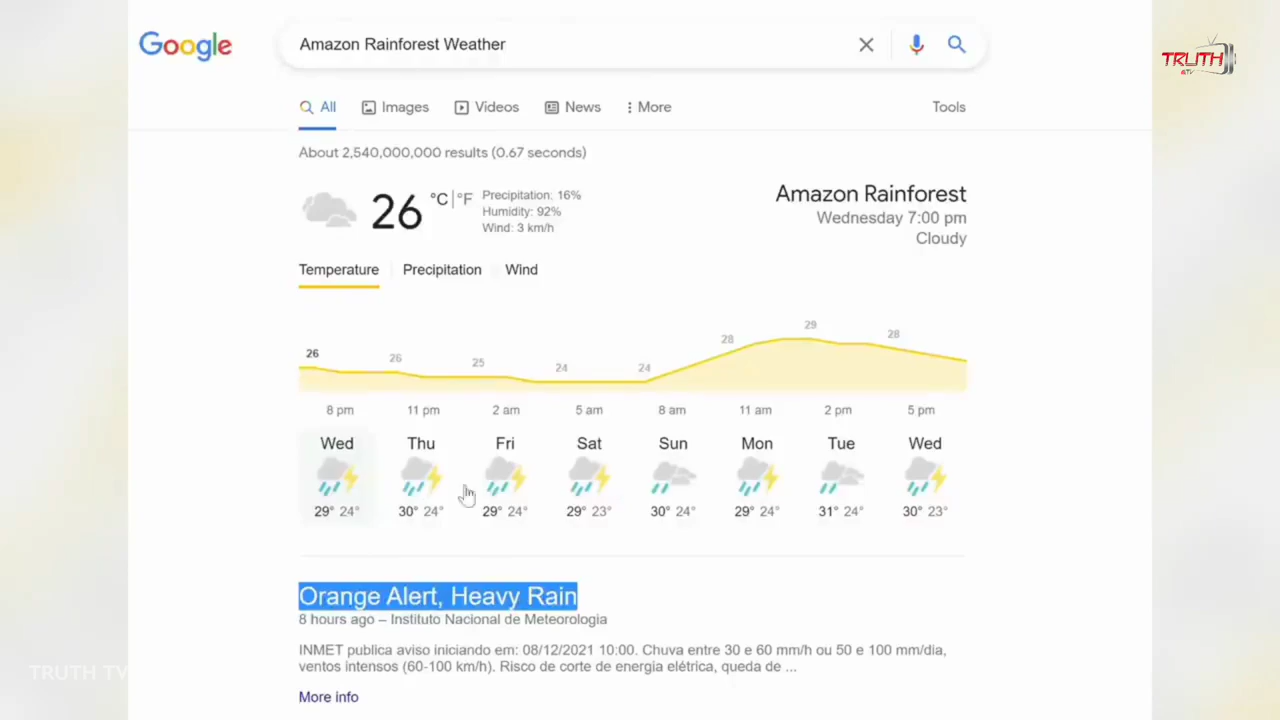 Google
Amazon Rainforest Weather
TRUTH
&TV
All Images Videos News More Tools
About 2,540,000,000 results (0.67 seconds)
26 °C|°F
Precipitation: 16%
Humidity: 92%
Wind: 3 km/h
Amazon Rainforest
Wednesday 7:00 pm
Cloudy
Temperature Precipitation Wind
26 26 25 24 24 28 29 28
8 pm 11 pm 2 am 5 am 8 am 11 am 2 pm 5 pm
Wed Thu Fri Sat Sun Mon Tue Wed
29° 24° 30° 24° 29° 24° 29° 23° 30° 24° 29° 24° 31° 24° 30° 23°
Orange Alert, Heavy Rain
8 hours ago – Instituto Nacional de Meteorologia
INMET publica aviso iniciando em: 08/12/2021 10:00. Chuva entre 30 e 60 mm/h ou 50 e 100 mm/dia,
ventos intensos (60-100 km/h). Risco de corte de energia elétrica, queda de ...
More info
TRUTH TV